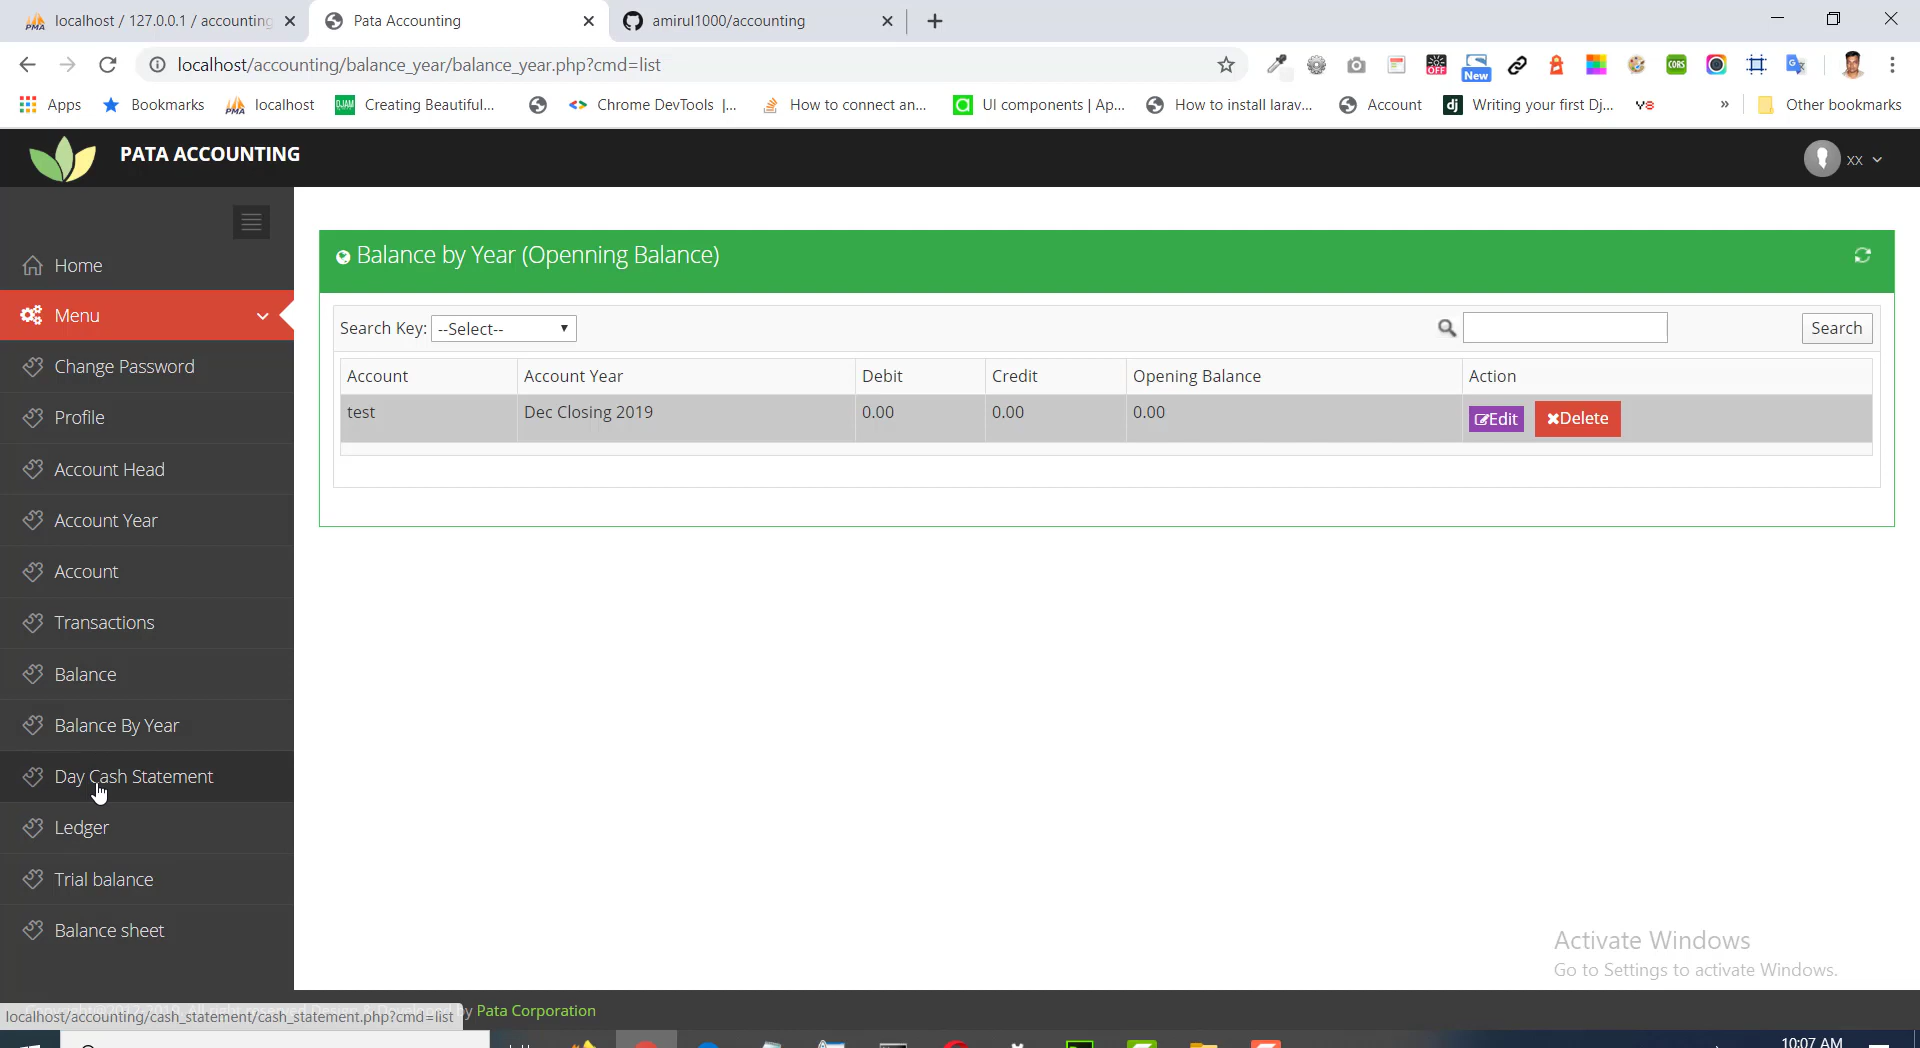 localhost / 127.0.0.1 / accounting
Pata Accounting
amirul1000/accounting
localhost/accounting/balance_year/balance_year.php?cmd=list
OFF
New
CORS
Apps
Bookmarks
localhost
DJAM
Creating Beautiful...
Chrome DevTools |...
How to connect an...
UI components | Ap...
How to install larav...
Account
dj
Writing your first Dj...
»
Other bookmarks
PATA ACCOUNTING
xx
Home
Menu
Change Password
Profile
Account Head
Account Year
Account
Transactions
Balance
Balance By Year
Day Cash Statement
Ledger
Trial balance
Balance sheet
Balance by Year (Openning Balance)
Search Key: --Select--
Search
Account Account Year Debit Credit Opening Balance Action
test Dec Closing 2019 0.00 0.00 0.00 Edit Delete
Activate Windows
Go to Settings to activate Windows.
by Pata Corporation
localhost/accounting/cash_statement/cash_statement.php?cmd=list
10:07 AM